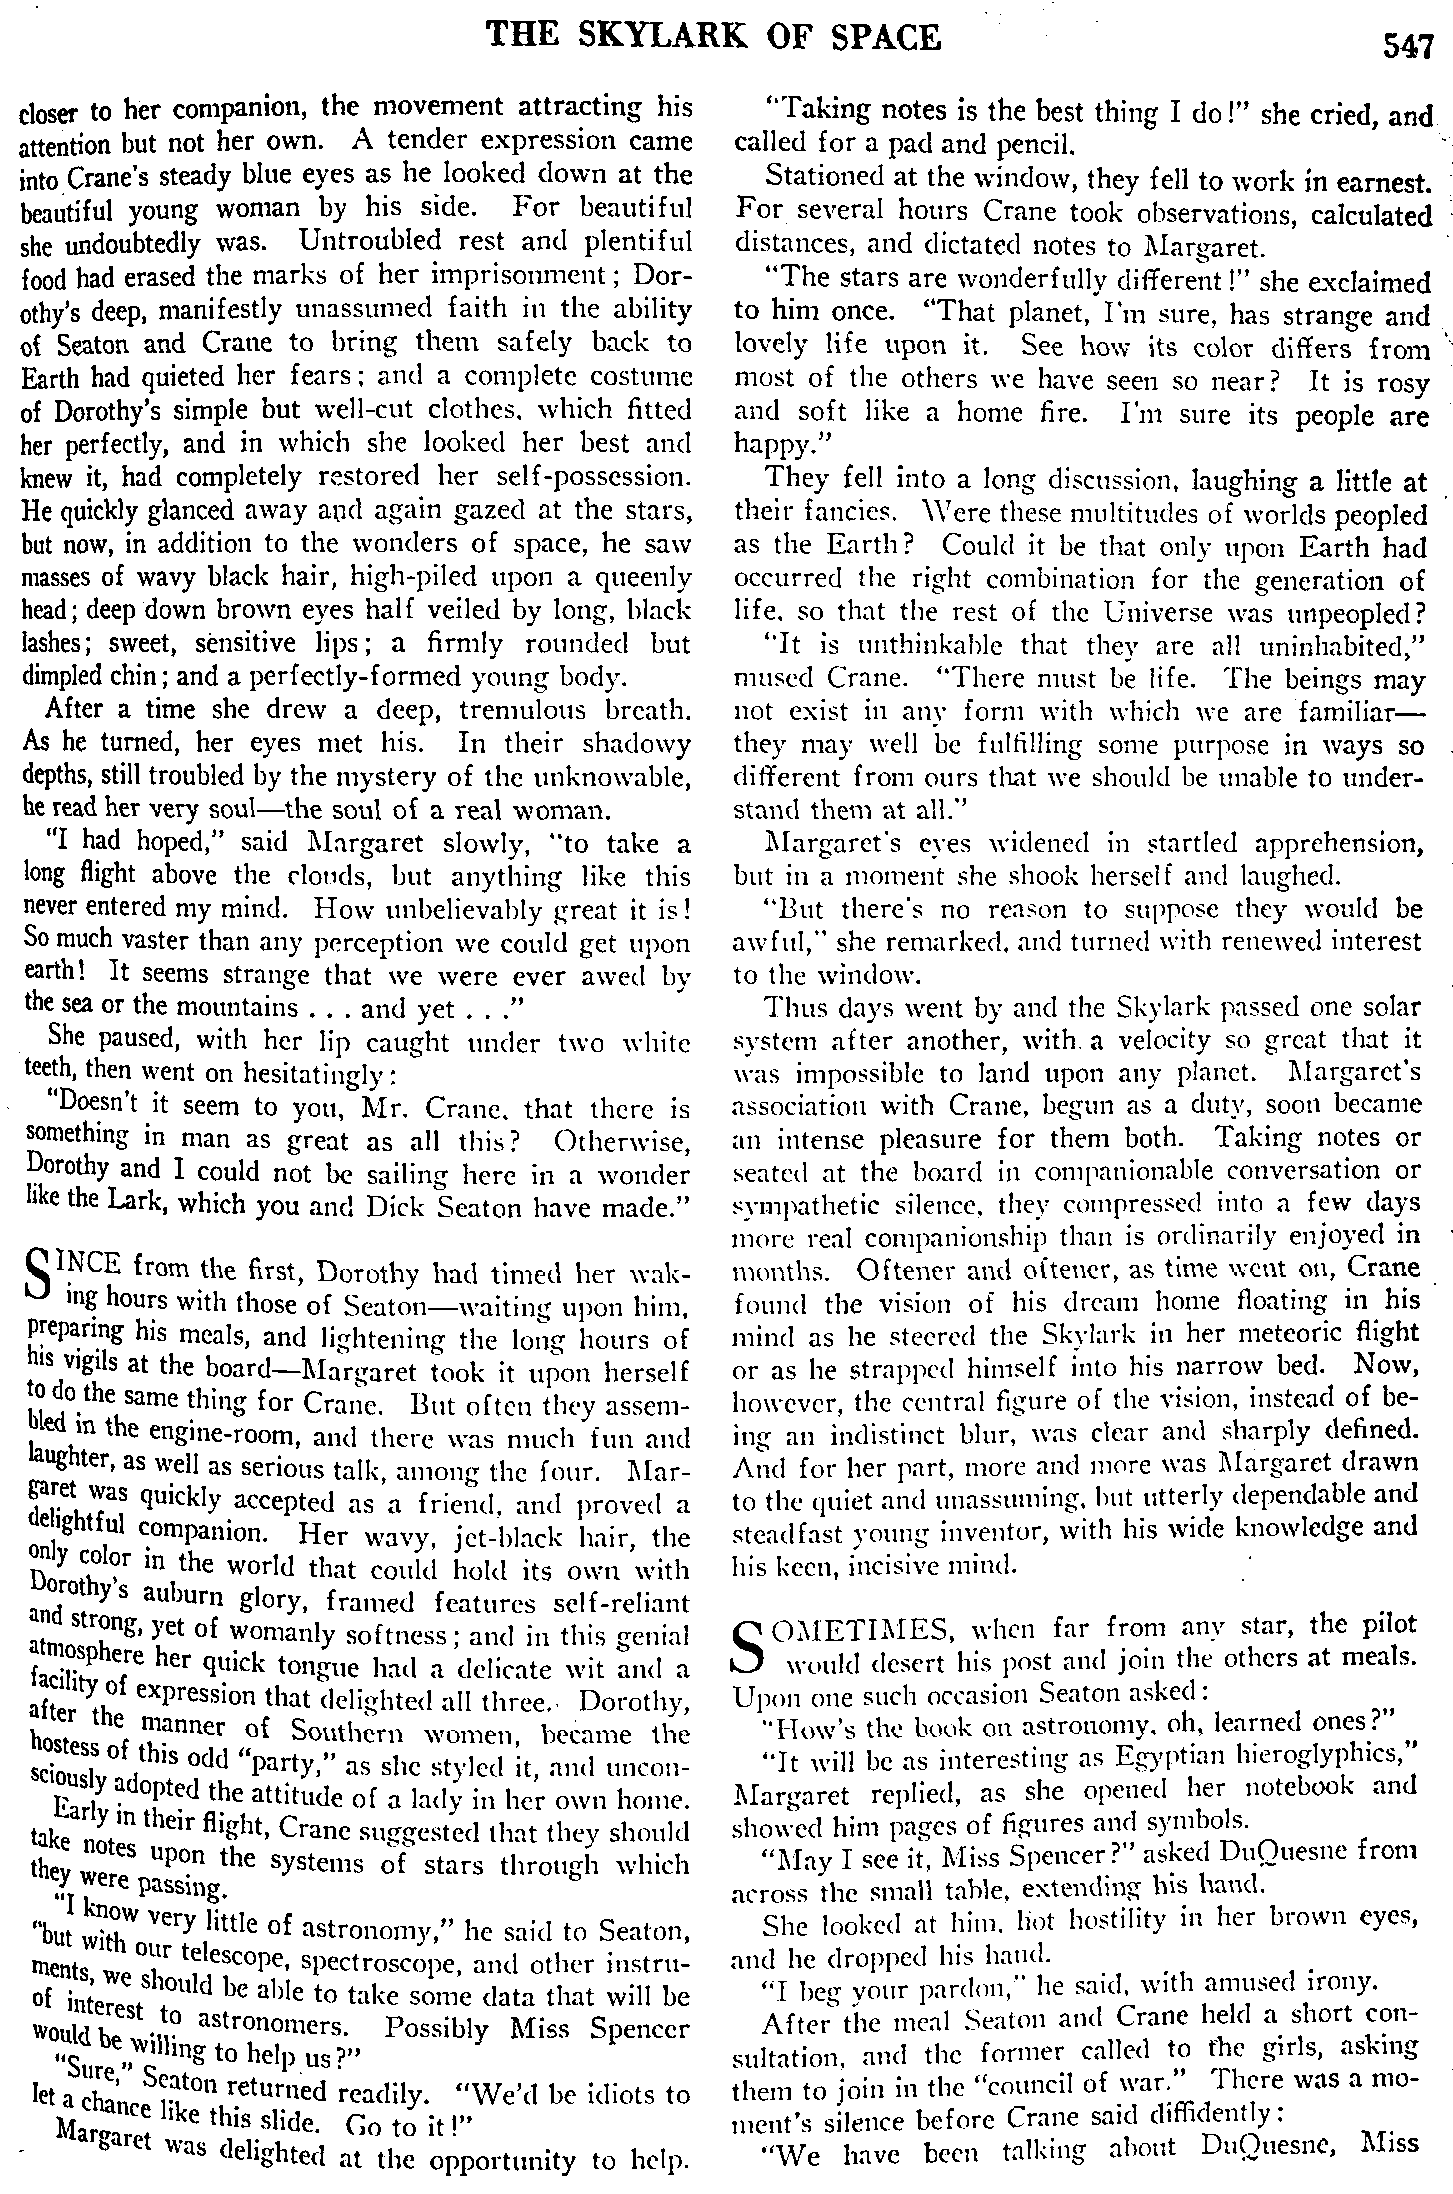 THE SKYLARK OF SPACE
547
closer to her companion, the movement attracting his
attention but not her own. A tender expression came
into Crane's steady blue eyes as he looked down at the
beautiful young woman by his side. For beautiful
she undoubtedly was. Untroubled rest and plentiful
food had erased the marks of her imprisonment; Dor-
othy's deep, manifestly unassumed faith in the ability
of Seaton and Crane to bring them safely back to
Earth had quieted her fears; and a complete costume
of Dorothy's simple but well-cut clothes, which fitted
her perfectly, and in which she looked her best and
knew it, had completely restored her self-possession.
He quickly glanced away and again gazed at the stars,
but now, in addition to the wonders of space, he saw
masses of wavy black hair, high-piled upon a queenly
head; deep down brown eyes half veiled by long, black
lashes; sweet, sensitive lips; a firmly rounded but
dimpled chin; and a perfectly-formed young body.
After a time she drew a deep, tremulous breath.
As he turned, her eyes met his. In their shadowy
depths, still troubled by the mystery of the unknowable,
he read her very soul—the soul of a real woman.
"I had hoped," said Margaret slowly, "to take a
long flight above the clouds, but anything like this
never entered my mind. How unbelievably great it is!
So much vaster than any perception we could get upon
earth! It seems strange that we were ever awed by
the sea or the mountains . . . and yet . . ."
She paused, with her lip caught under two white
teeth, then went on hesitatingly:
"Doesn't it seem to you, Mr. Crane, that there is
something in man as great as all this? Otherwise,
Dorothy and I could not be sailing here in a wonder
like the Lark, which you and Dick Seaton have made."
SINCE from the first, Dorothy had timed her wak-
ing hours with those of Seaton—waiting upon him,
preparing his meals, and lightening the long hours of
his vigils at the board—Margaret took it upon herself
to do the same thing for Crane. But often they assem-
bled in the engine-room, and there was much fun and
laughter, as well as serious talk, among the four. Mar-
garet was quickly accepted as a friend, and proved a
delightful companion. Her wavy, jet-black hair, the
only color in the world that could hold its own with
Dorothy's auburn glory, framed features self-reliant
and strong, yet of womanly softness; and in this genial
atmosphere her quick tongue had a delicate wit and a
facility of expression that delighted all three. Dorothy,
after the manner of Southern women, became the
hostess of this odd "party," as she styled it, and uncon-
sciously adopted the attitude of a lady in her own home.
Early in their flight, Crane suggested that they should
take notes upon the systems of stars through which
they were passing.
"I know very little of astronomy," he said to Seaton,
"but with our telescope, spectroscope, and other instru-
ments, we should be able to take some data that will be
of interest to astronomers. Possibly Miss Spencer
would be willing to help us?"
"Sure," Seaton returned readily. "We'd be idiots to
let a chance like this slide. Go to it!"
Margaret was delighted at the opportunity to help.
"Taking notes is the best thing I do!" she cried, and
called for a pad and pencil.
Stationed at the window, they fell to work in earnest.
For several hours Crane took observations, calculated
distances, and dictated notes to Margaret.
"The stars are wonderfully different!" she exclaimed
to him once. "That planet, I'm sure, has strange and
lovely life upon it. See how its color differs from
most of the others we have seen so near? It is rosy
and soft like a home fire. I'm sure its people are
happy."
They fell into a long discussion, laughing a little at
their fancies. Were these multitudes of worlds peopled
as the Earth? Could it be that only upon Earth had
occurred the right combination for the generation of
life, so that the rest of the Universe was unpeopled?
"It is unthinkable that they are all uninhabited,"
mused Crane. "There must be life. The beings may
not exist in any form with which we are familiar—
they may well be fulfilling some purpose in ways so
different from ours that we should be unable to under-
stand them at all."
Margaret's eyes widened in startled apprehension,
but in a moment she shook herself and laughed.
"But there's no reason to suppose they would be
awful," she remarked, and turned with renewed interest
to the window.
Thus days went by and the Skylark passed one solar
system after another, with a velocity so great that it
was impossible to land upon any planet. Margaret's
association with Crane, begun as a duty, soon became
an intense pleasure for them both. Taking notes or
seated at the board in companionable conversation or
sympathetic silence, they compressed into a few days
more real companionship than is ordinarily enjoyed in
months. Oftener and oftener, as time went on, Crane
found the vision of his dream home floating in his
mind as he steered the Skylark in her meteoric flight
or as he strapped himself into his narrow bed. Now,
however, the central figure of the vision, instead of be-
ing an indistinct blur, was clear and sharply defined.
And for her part, more and more was Margaret drawn
to the quiet and unassuming, but utterly dependable and
steadfast young inventor, with his wide knowledge and
his keen, incisive mind.
SOMETIMES, when far from any star, the pilot
would desert his post and join the others at meals.
Upon one such occasion Seaton asked:
"How's the book on astronomy, oh, learned ones?"
"It will be as interesting as Egyptian hieroglyphics,"
Margaret replied, as she opened her notebook and
showed him pages of figures and symbols.
"May I see it, Miss Spencer?" asked DuQuesne from
across the small table, extending his hand.
She looked at him, hot hostility in her brown eyes,
and he dropped his hand.
"I beg your pardon," he said, with amused irony.
After the meal Seaton and Crane held a short con-
sultation, and the former called to the girls, asking
them to join in the "council of war." There was a mo-
ment's silence before Crane said diffidently:
"We have been talking about DuQuesne, Miss